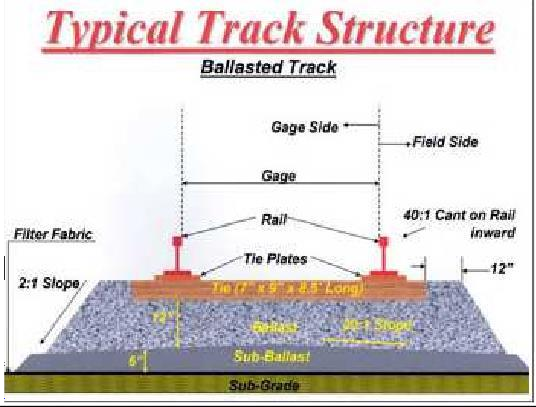 Typical Track Structure
Ballasted Track
Gage Side
Field Side
Gage
Rail
40:1 Cant on Rail
inward
Filter Fabric
Tie Plates
12"
2:1 Slope
Tie (7" x 9" x 8.5' Long)
12"
Ballast
20:1 Slope
Sub-Ballast
6"
Sub-Grade